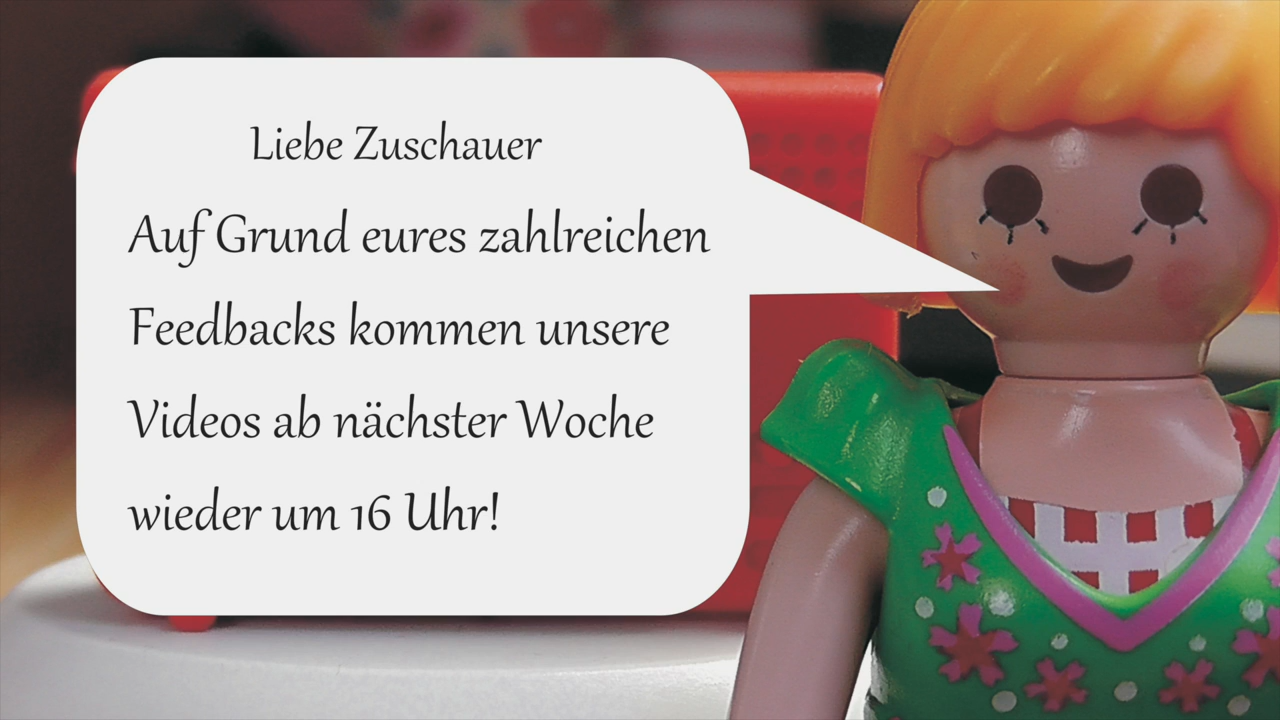 Liebe Zuschauer
Auf Grund eures zahlreichen
Feedbacks kommen unsere
Videos ab nächster Woche
wieder um 16 Uhr!